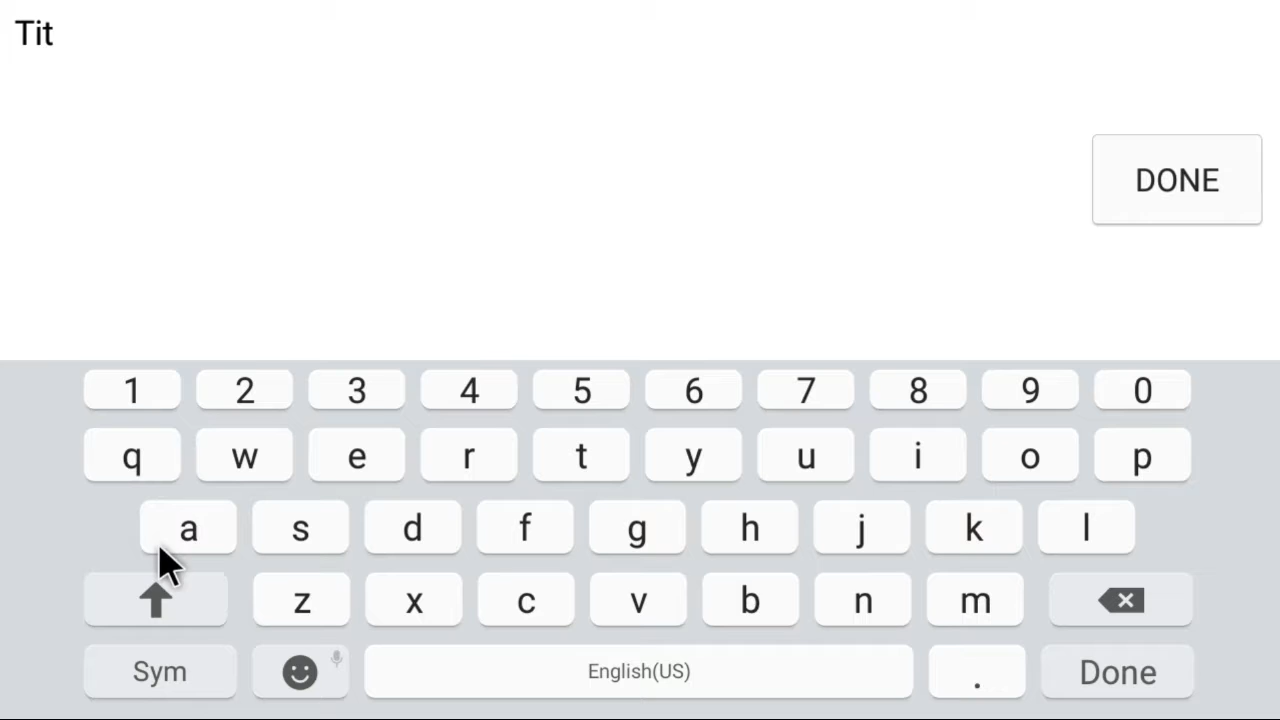 Tit
DONE
1 2 3 4 5 6 7 8 9 0
q w e r t y u i o p
a s d f g h j k l
z x c v b n m
Sym English(US) . Done